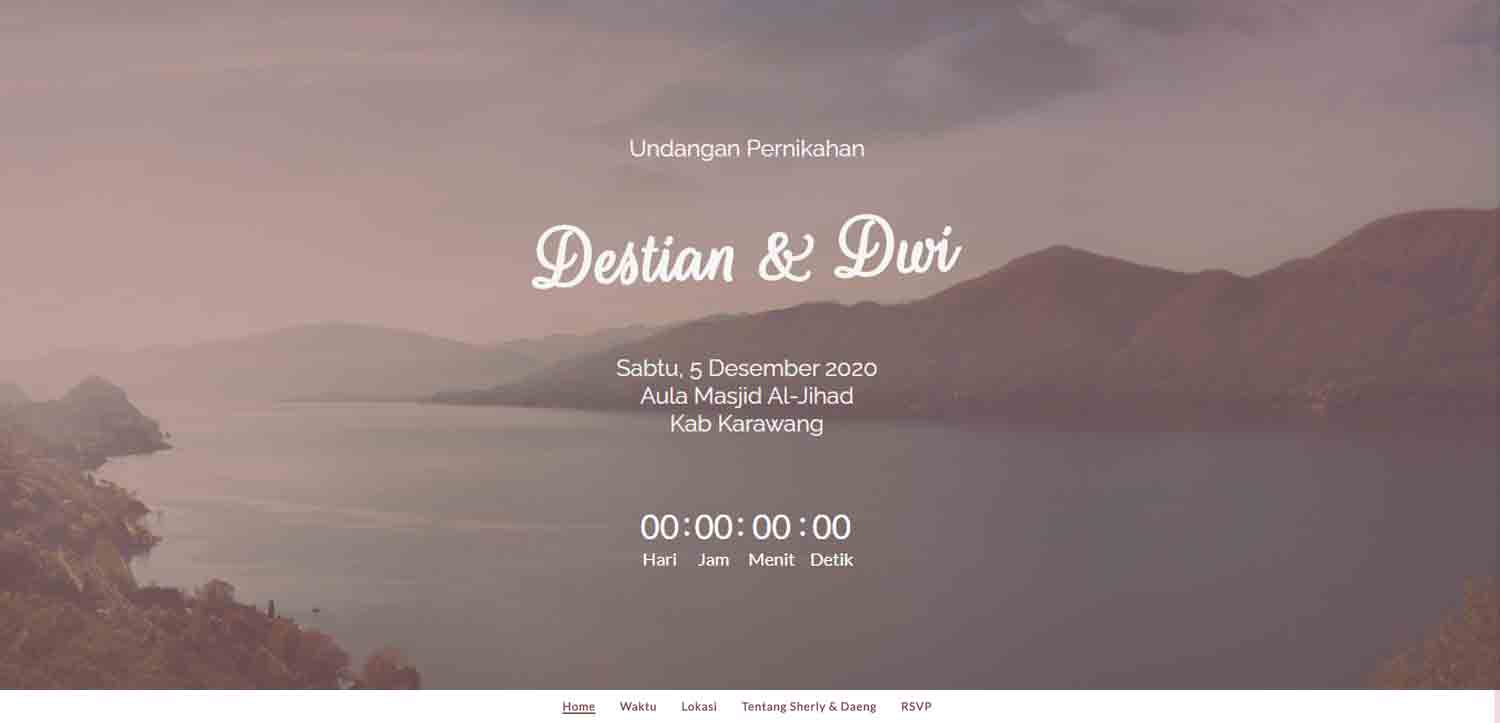 Undangan Pernikahan
Destian & Dwi
Sabtu, 5 Desember 2020
Aula Masjid Al-Jihad
Kab Karawang
00 : 00 : 00 : 00
Hari Jam Menit Detik
Home Waktu Lokasi Tentang Sherly & Daeng RSVP